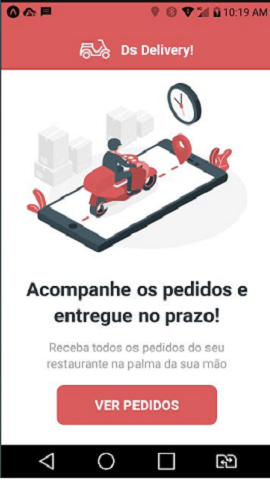 10:19 AM
Ds Delivery!
Acompanhe os pedidos e
entregue no prazo!
Receba todos os pedidos do seu
restaurante na palma da sua mão
VER PEDIDOS